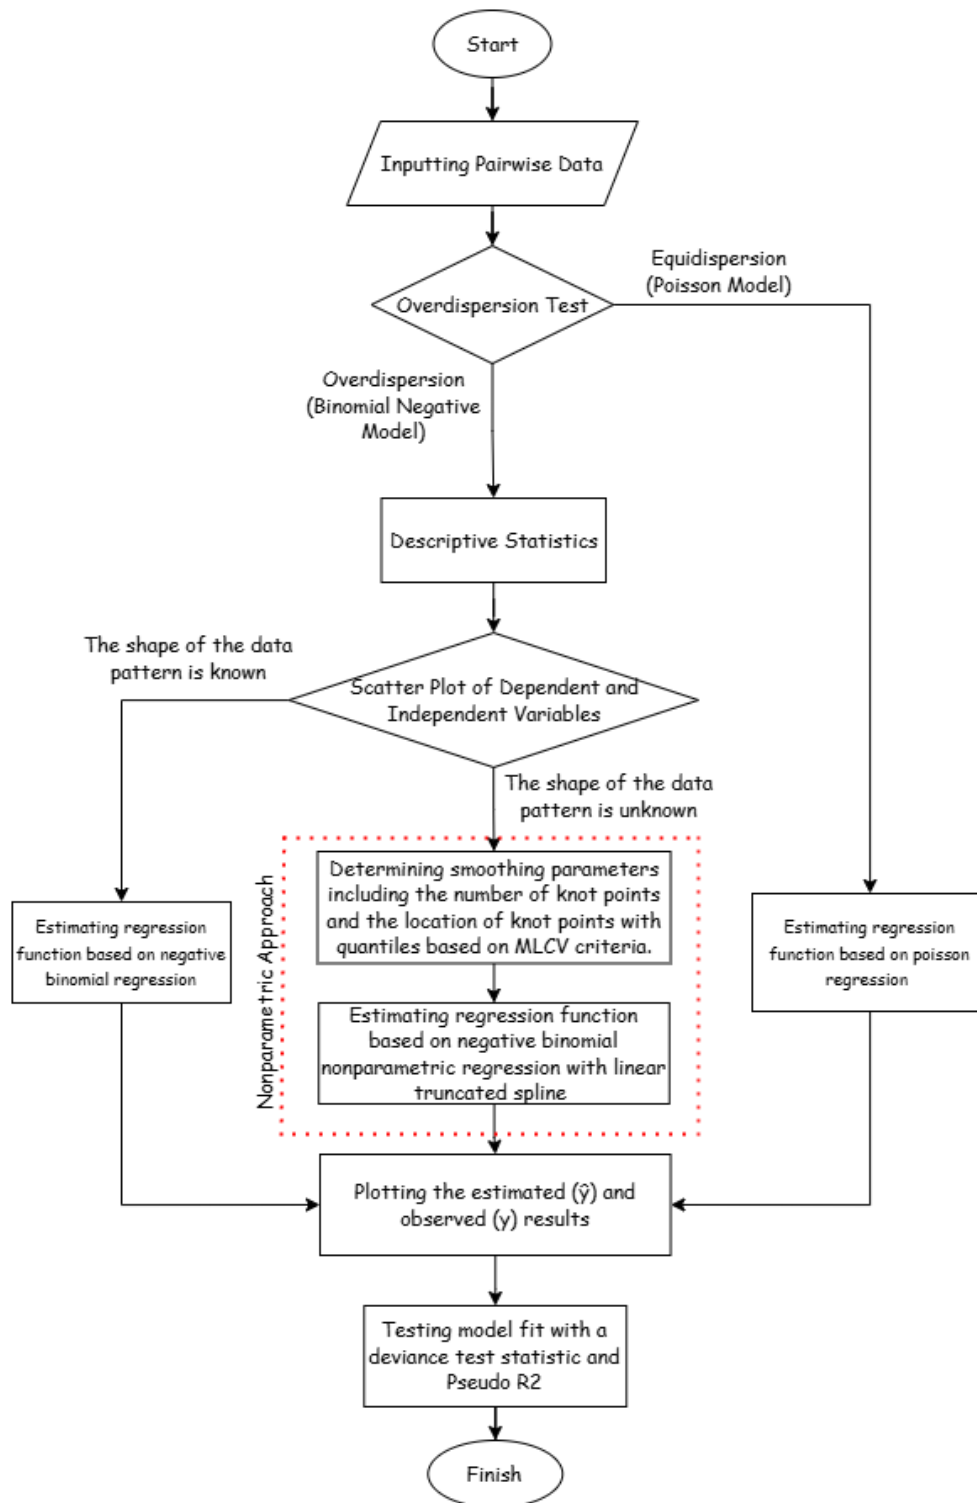 Start
Inputting Pairwise Data
Equidispersion
(Poisson Model)
Overdispersion Test
Overdispersion
(Binomial Negative
Model)
Descriptive Statistics
The shape of the data
pattern is known
Scatter Plot of Dependent and
Independent Variables
The shape of the data
pattern is unknown
Nonparametric Approach
Determining smoothing parameters
including the number of knot points
and the location of knot points with
quantiles based on MLCV criteria.
Estimating regression
function based on negative
binomial regression
Estimating regression
function based on poisson
regression
Estimating regression function
based on negative binomial
nonparametric regression with linear
truncated spline
Plotting the estimated (ŷ) and
observed (y) results
Testing model fit with a
deviance test statistic and
Pseudo R2
Finish